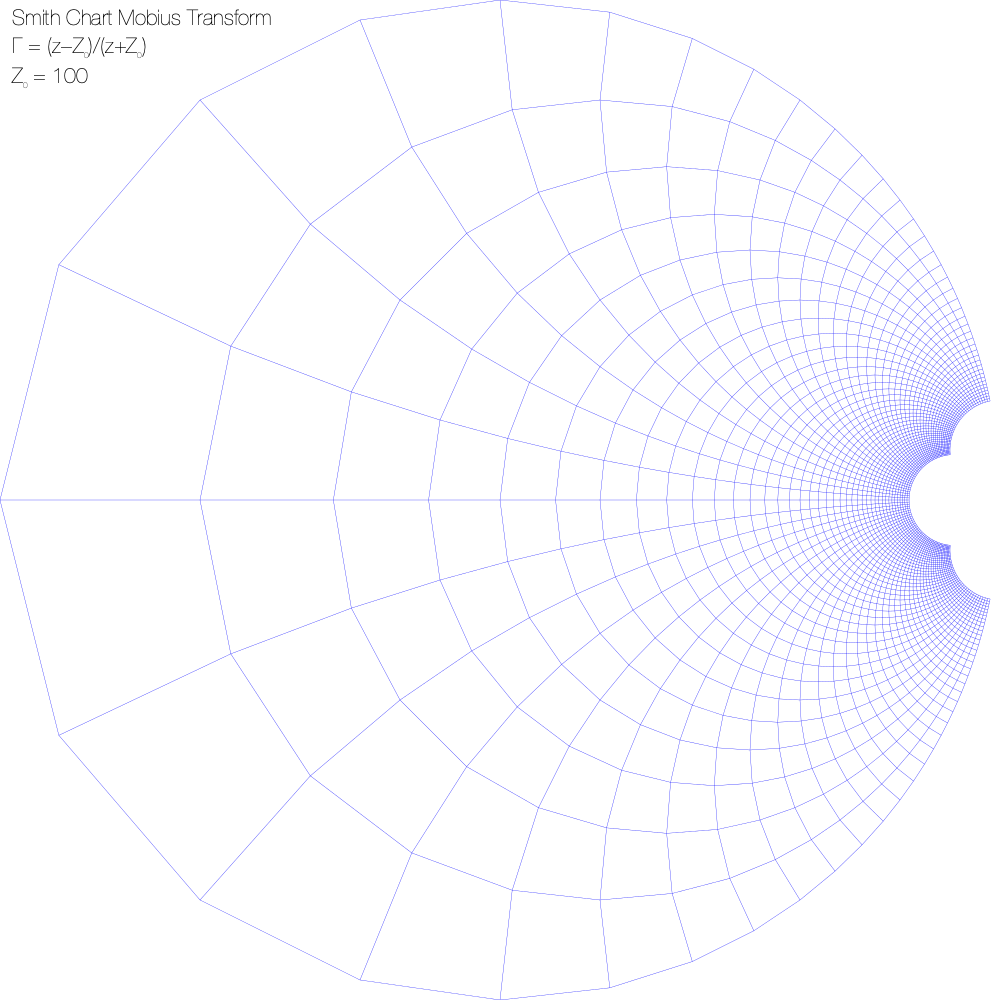 Smith Chart Mobius Transform
Γ = (z−Z₀)/(z+Z₀)
Z₀ = 100